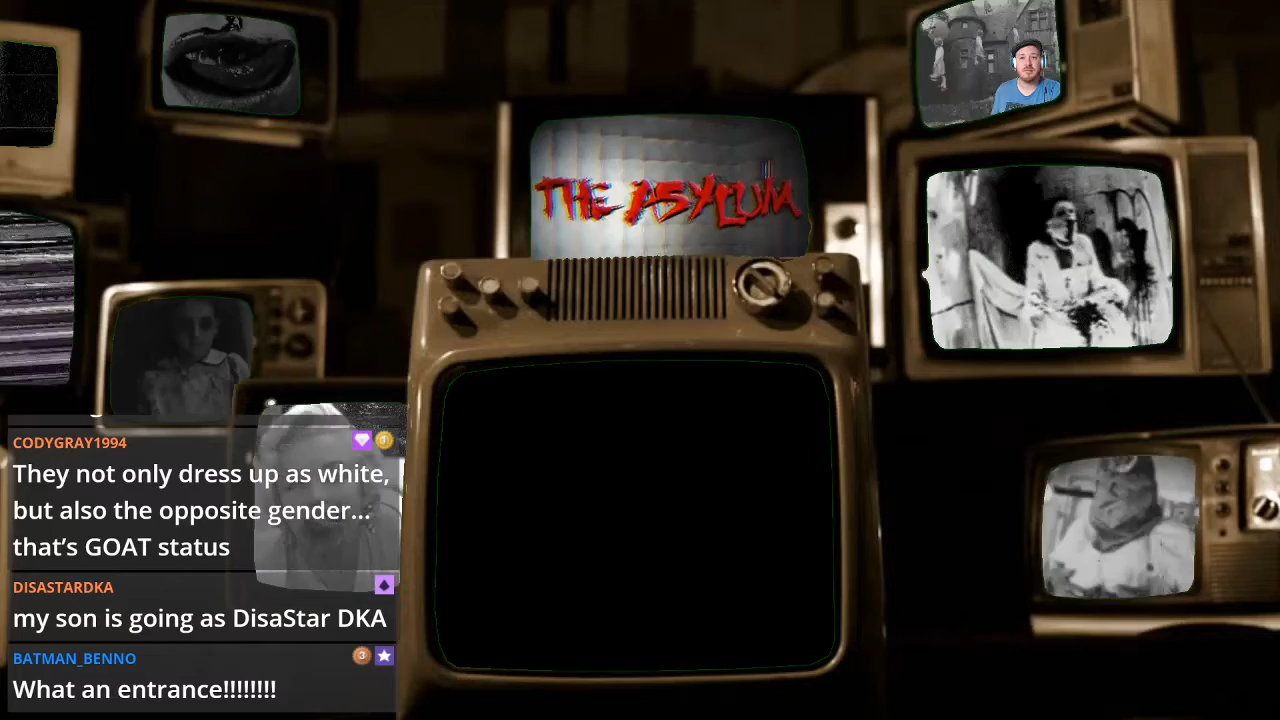 THE ASYLUM
CODYGRAY1994
They not only dress up as white,
but also the opposite gender...
that's GOAT status
DISASTARDKA
my son is going as DisaStar DKA
BATMAN_BENNO
What an entrance!!!!!!!!